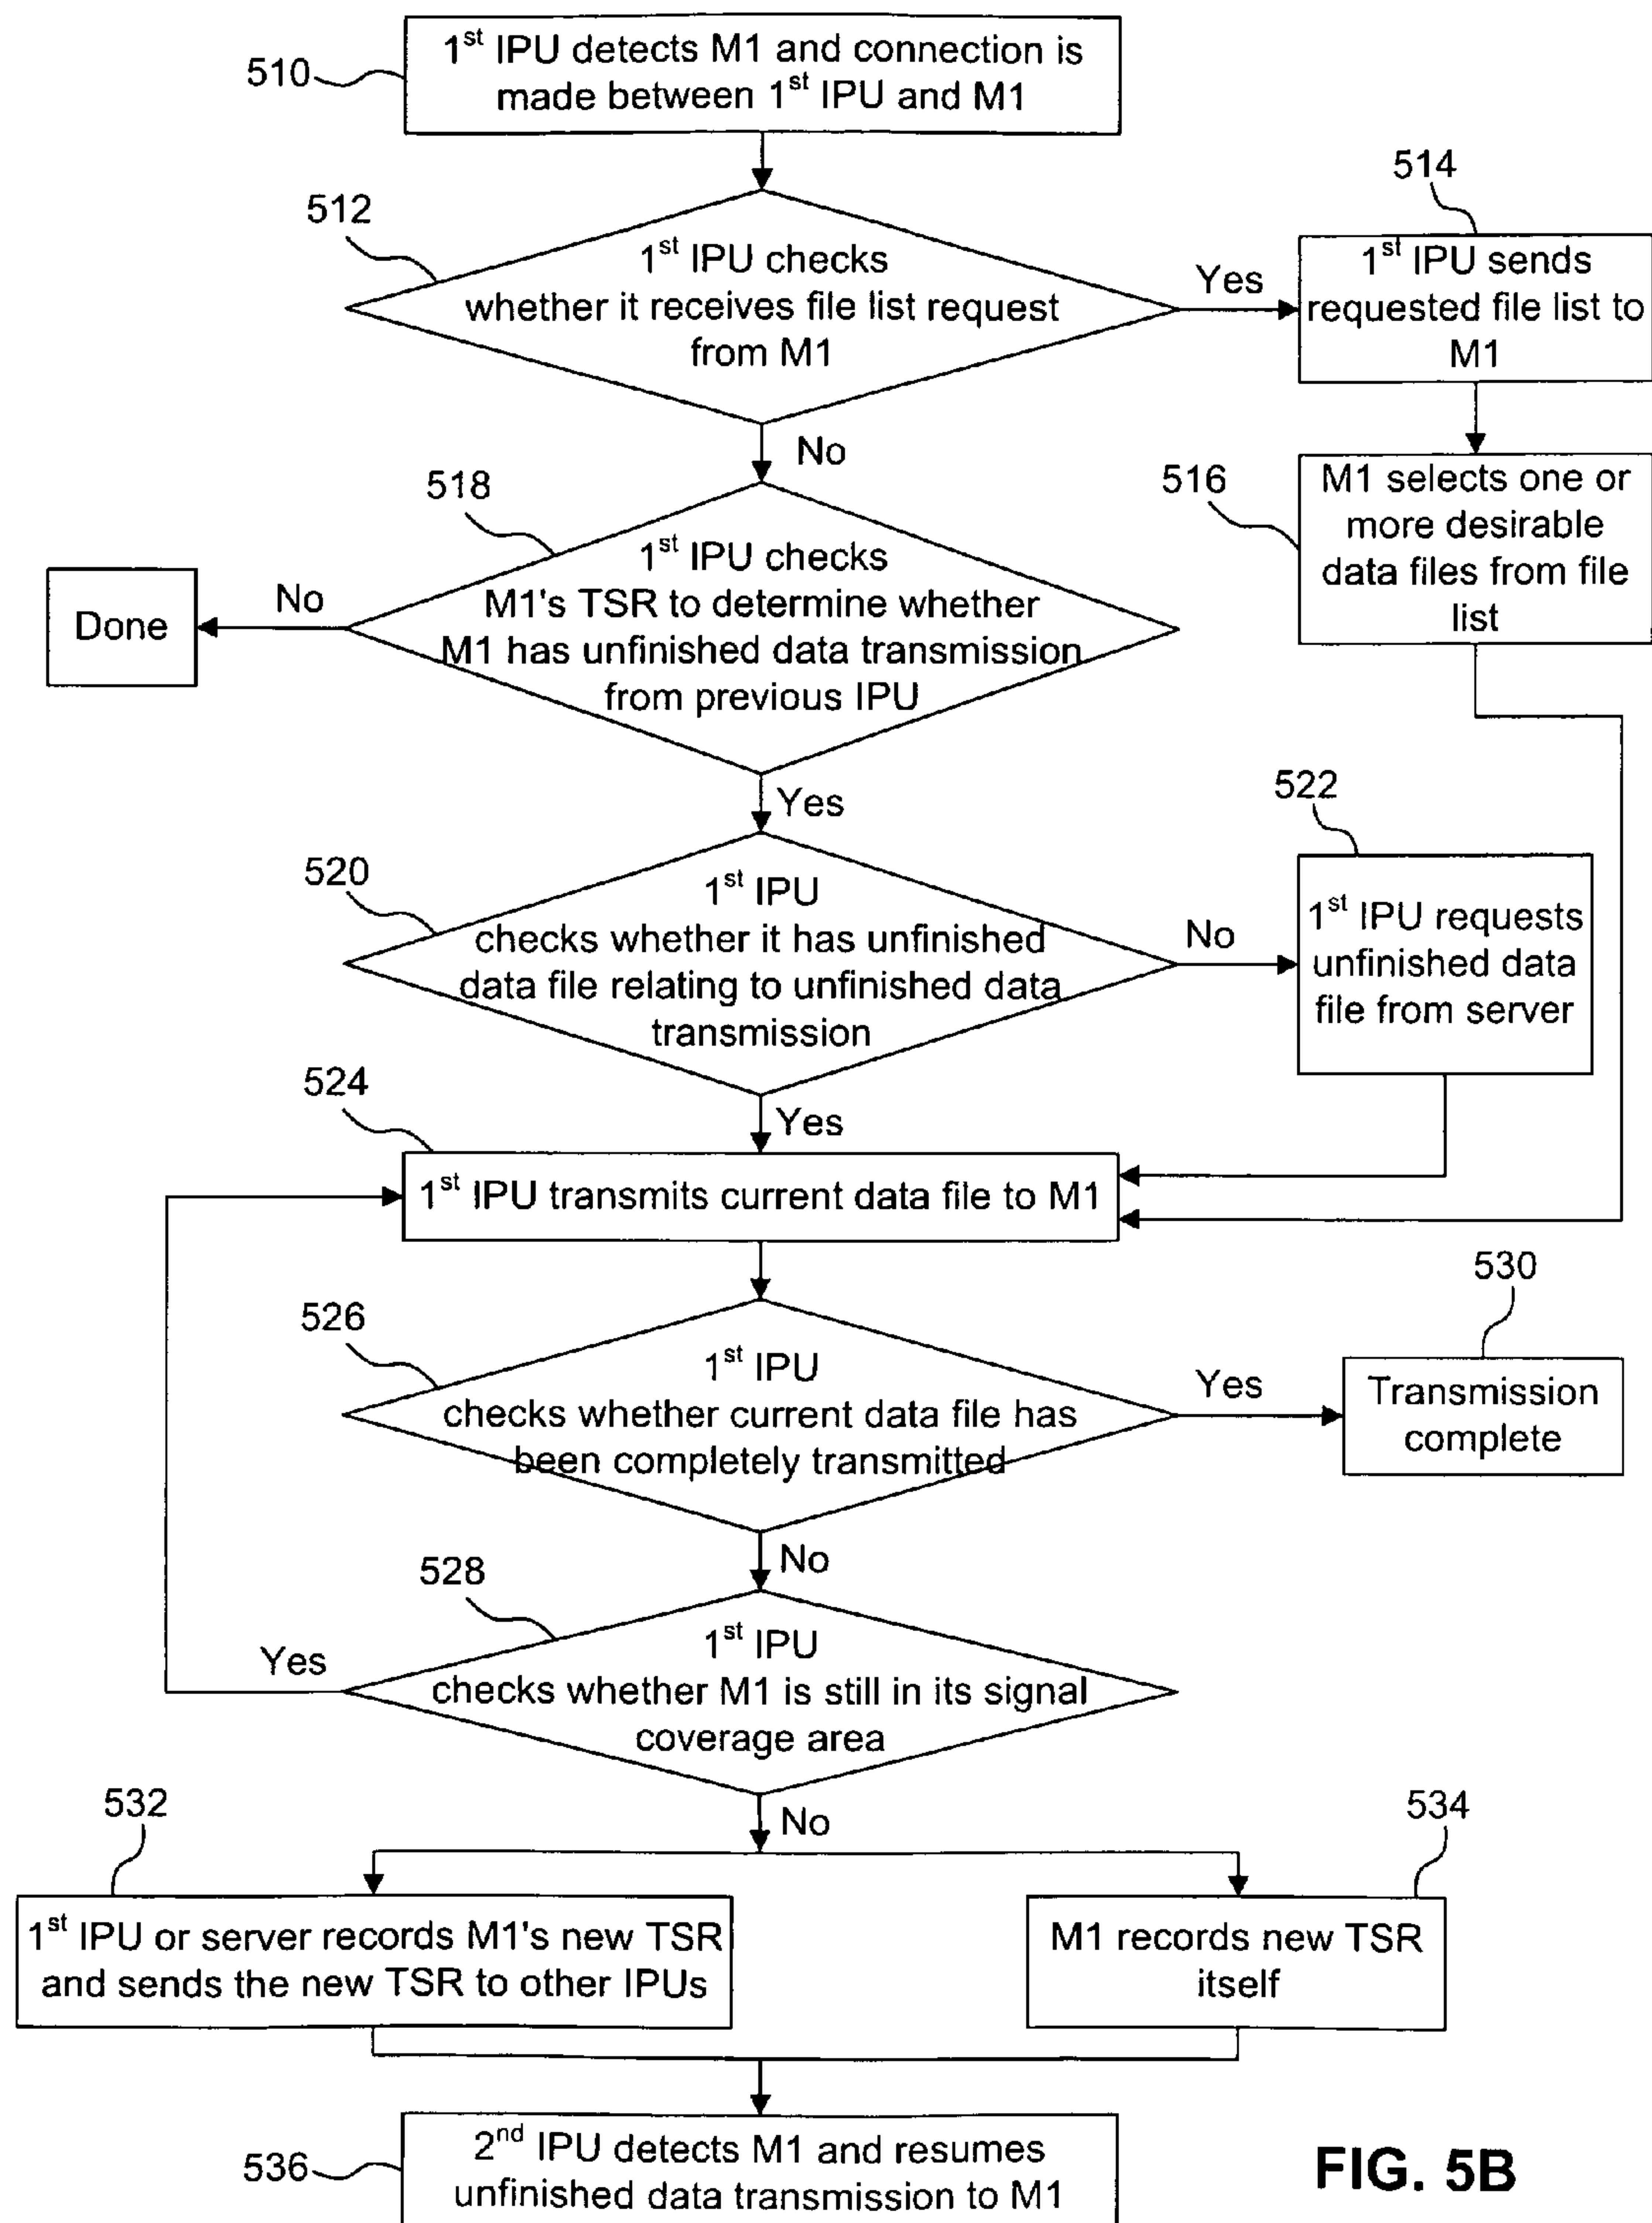 510
1st IPU detects M1 and connection is
made between 1st IPU and M1
512
1st IPU checks
whether it receives file list request
from M1
Yes
514
1st IPU sends
requested file list to
M1
No
516
M1 selects one or
more desirable
data files from file
list
518
1st IPU checks
M1's TSR to determine whether
M1 has unfinished data transmission
from previous IPU
No
Done
Yes
520
1st IPU
checks whether it has unfinished
data file relating to unfinished data
transmission
No
522
1st IPU requests
unfinished data
file from server
Yes
524
1st IPU transmits current data file to M1
526
1st IPU
checks whether current data file has
been completely transmitted
Yes
530
Transmission
complete
No
528
1st IPU
checks whether M1 is still in its signal
coverage area
Yes
No
532
1st IPU or server records M1's new TSR
and sends the new TSR to other IPUs
534
M1 records new TSR
itself
536
2nd IPU detects M1 and resumes
unfinished data transmission to M1
FIG. 5B